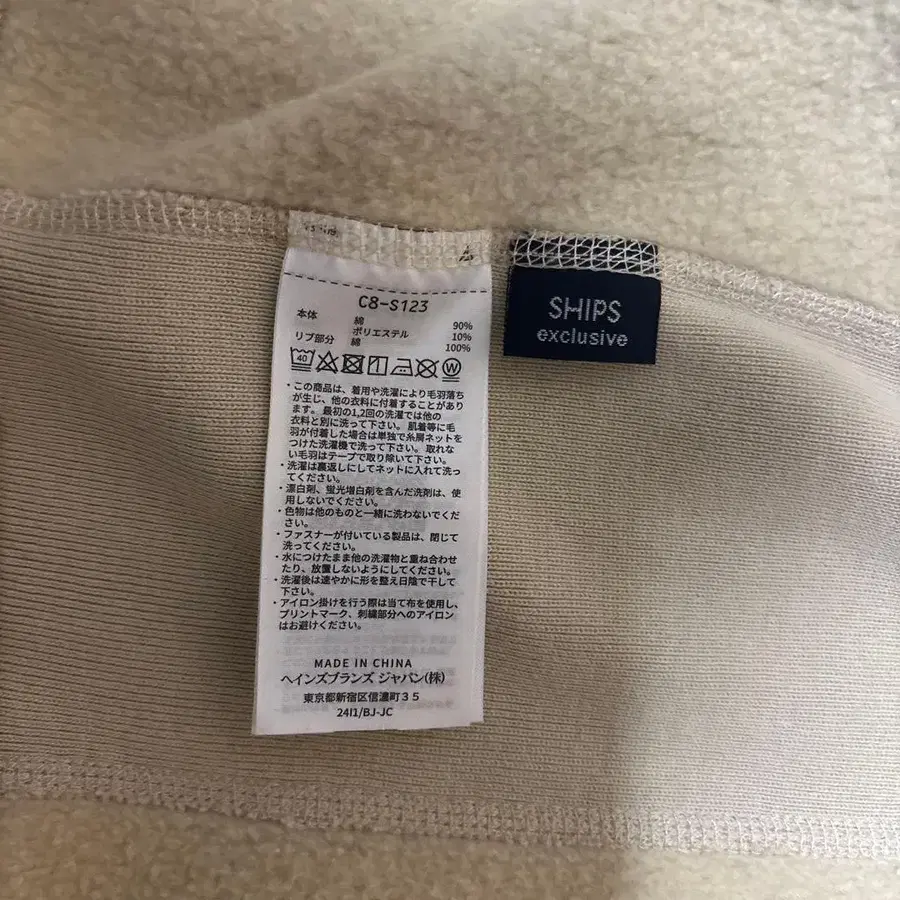 C8-S123
本体 綿 90%
ポリエステル 10%
リブ部分 綿 100%
40
W
・この商品は、着用や洗濯により毛羽落ち
が生じ、他の衣料に付着することがあり
ます。最初の1,2回の洗濯では他の
衣料と別に洗って下さい。肌着等に毛
羽が付着した場合は単独で糸屑ネットを
つけた洗濯機で洗って下さい。取れな
い毛羽はテープで取り除いて下さい。
・洗濯は裏返しにしてネットに入れて洗っ
てください。
・漂白剤、蛍光増白剤を含んだ洗剤は、使
用しないでください。
・色物は他のものと一緒に洗わないでくだ
さい。
・ファスナーが付いている製品は、閉じて
洗ってください。
・水につけたまま他の洗濯物と重ね合わせ
たり、放置しないようにしてください。
・洗濯後は速やかに形を整え日陰で干して
下さい。
・アイロン掛けを行う際は当て布を使用し、
プリントマーク、刺繍部分へのアイロン
はお避けください。
MADE IN CHINA
ヘインズブランズ ジャパン(株)
東京都新宿区信濃町35
24I1/BJ-JC
SHIPS
exclusive